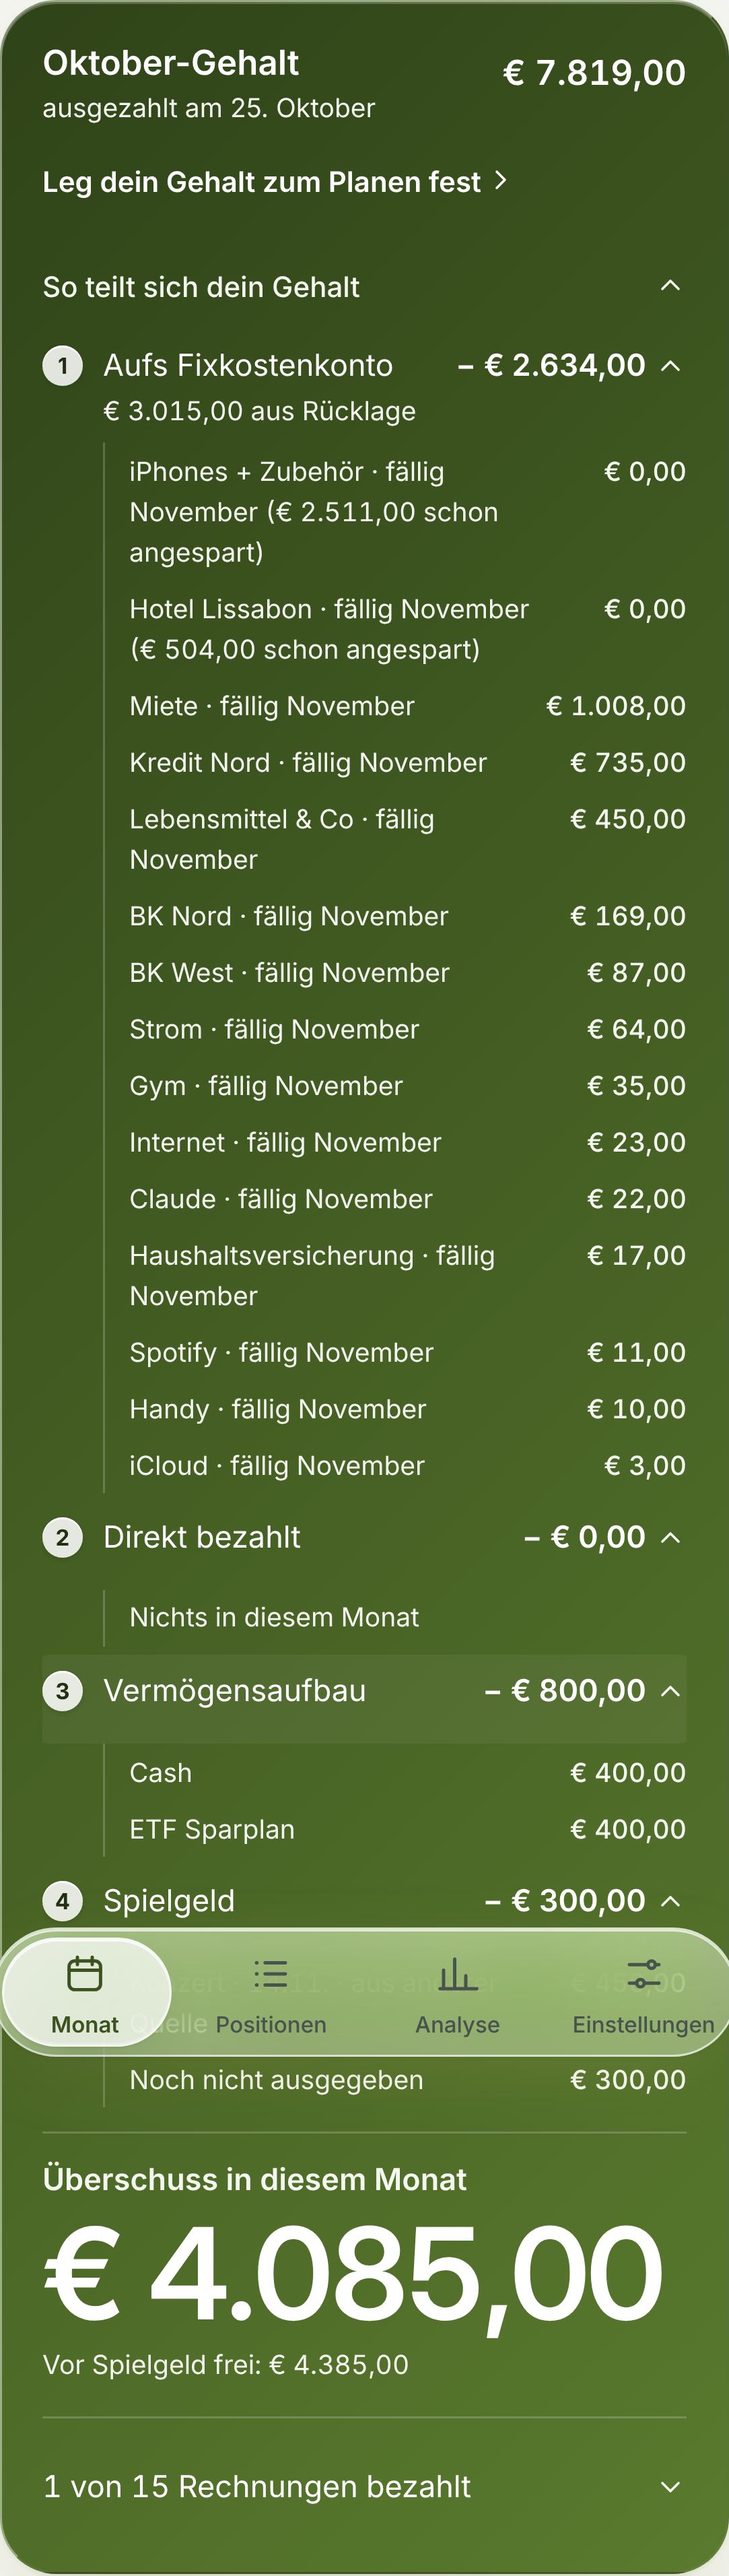 Oktober-Gehalt
€ 7.819,00
ausgezahlt am 25. Oktober
Leg dein Gehalt zum Planen fest
So teilt sich dein Gehalt
1 Aufs Fixkostenkonto – € 2.634,00
€ 3.015,00 aus Rücklage
iPhones + Zubehör · fällig € 0,00
November (€ 2.511,00 schon
angespart)
Hotel Lissabon · fällig November € 0,00
(€ 504,00 schon angespart)
Miete · fällig November € 1.008,00
Kredit Nord · fällig November € 735,00
Lebensmittel & Co · fällig € 450,00
November
BK Nord · fällig November € 169,00
BK West · fällig November € 87,00
Strom · fällig November € 64,00
Gym · fällig November € 35,00
Internet · fällig November € 23,00
Claude · fällig November € 22,00
Haushaltsversicherung · fällig € 17,00
November
Spotify · fällig November € 11,00
Handy · fällig November € 10,00
iCloud · fällig November € 3,00
2 Direkt bezahlt – € 0,00
Nichts in diesem Monat
3 Vermögensaufbau – € 800,00
Cash € 400,00
ETF Sparplan € 400,00
4 Spielgeld – € 300,00
Quelle
Monat Positionen Analyse Einstellungen
Noch nicht ausgegeben € 300,00
Überschuss in diesem Monat
€ 4.085,00
Vor Spielgeld frei: € 4.385,00
1 von 15 Rechnungen bezahlt